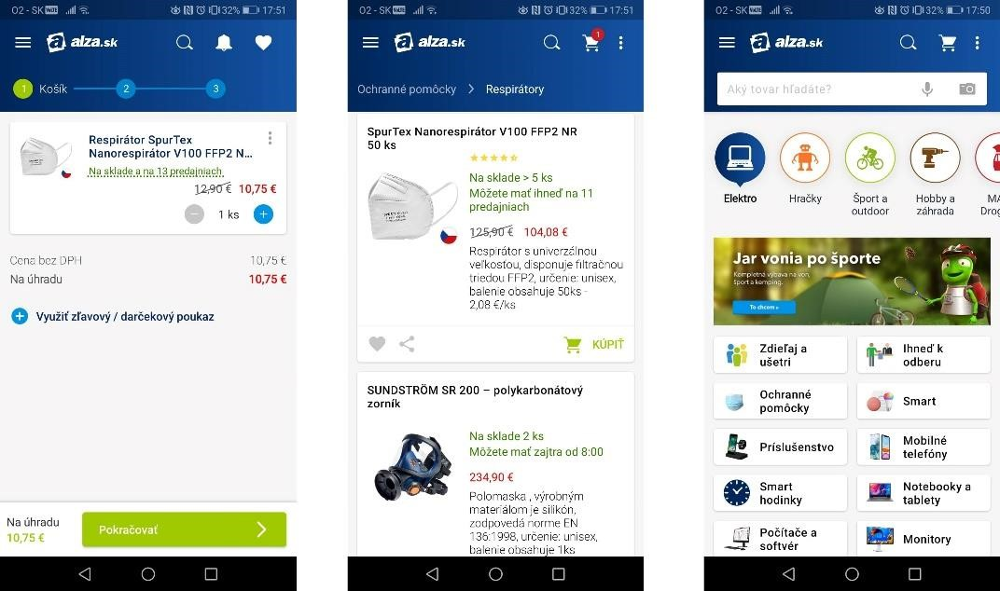 O2 - SK VoLTE 32% 17:51
alza.sk
1 Košík 2 3
Respirátor SpurTex
Nanorespirátor V100 FFP2 N...
Na sklade a na 13 predajniach.
12,90 € 10,75 €
1 ks
Cena bez DPH 10,75 €
Na úhradu 10,75 €
Využiť zľavový / darčekový poukaz
Na úhradu
10,75 €
Pokračovať
O2 - SK VoLTE 32% 17:51
alza.sk
1
Ochranné pomôcky > Respirátory
SpurTex Nanorespirátor V100 FFP2 NR
50 ks
Na sklade > 5 ks
Môžete mať ihneď na 11
predajniach
125,90 € 104,08 €
Respirátor s univerzálnou
veľkosťou, disponuje filtračnou
triedou FFP2, určenie: unisex,
balenie obsahuje 50ks -
2,08 €/ks
KÚPIŤ
SUNDSTRÖM SR 200 – polykarbonátový
zorník
Na sklade 2 ks
Môžete mať zajtra od 8:00
234,90 €
Polomaska , výrobným
materiálom je silikón,
zodpovedá norme EN
136:1998, určenie: unisex,
balenie obsahuje 1ks
O2 - SK VoLTE 32% 17:50
alza.sk
Aký tovar hľadáte?
Elektro
Hračky
Šport a
outdoor
Hobby a
záhrada
MA
Drog
Jar vonia po športe
Kompletná výbava na von,
šport a kemping.
To chcem »
Zdieľaj a
ušetri
Ihneď k
odberu
Ochranné
pomôcky
Smart
Príslušenstvo
Mobilné
telefóny
Smart
hodinky
Notebooky a
tablety
Počítače a
softvér
Monitory